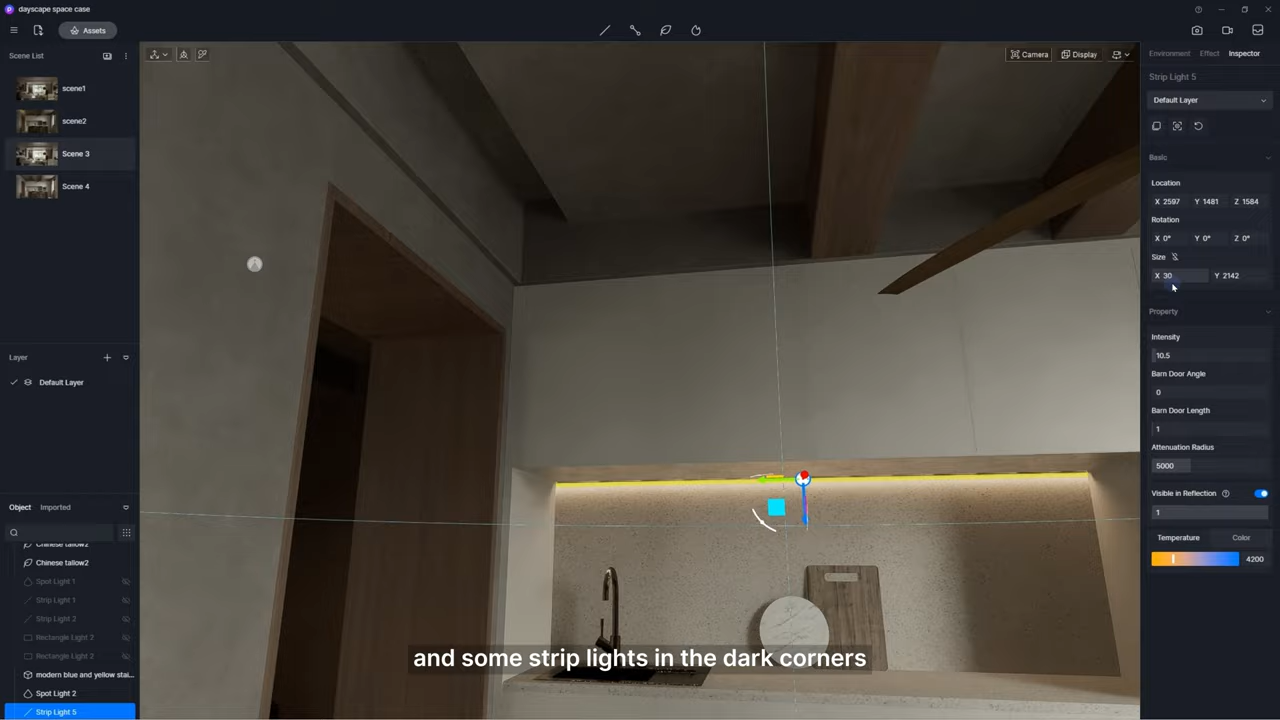 dayscape space case
Assets
Scene List
scene1
scene2
Scene 3
Scene 4
Layer
Default Layer
Object
Imported
Chinese tallow2
Chinese tallow2
Spot Light 1
Strip Light 1
Strip Light 2
Rectangle Light 2
Rectangle Light 2
modern blue and yellow stai...
Spot Light 2
Strip Light 5
Camera
Display
and some strip lights in the dark corners
Environment
Effect
Inspector
Strip Light 5
Default Layer
Basic
Location
X 2597 Y 1481 Z 1584
Rotation
X 0° Y 0° Z 0°
Size
X 30 Y 2142
Property
Intensity
10.5
Barn Door Angle
0
Barn Door Length
1
Attenuation Radius
5000
Visible in Reflection
1
Temperature
Color
4200